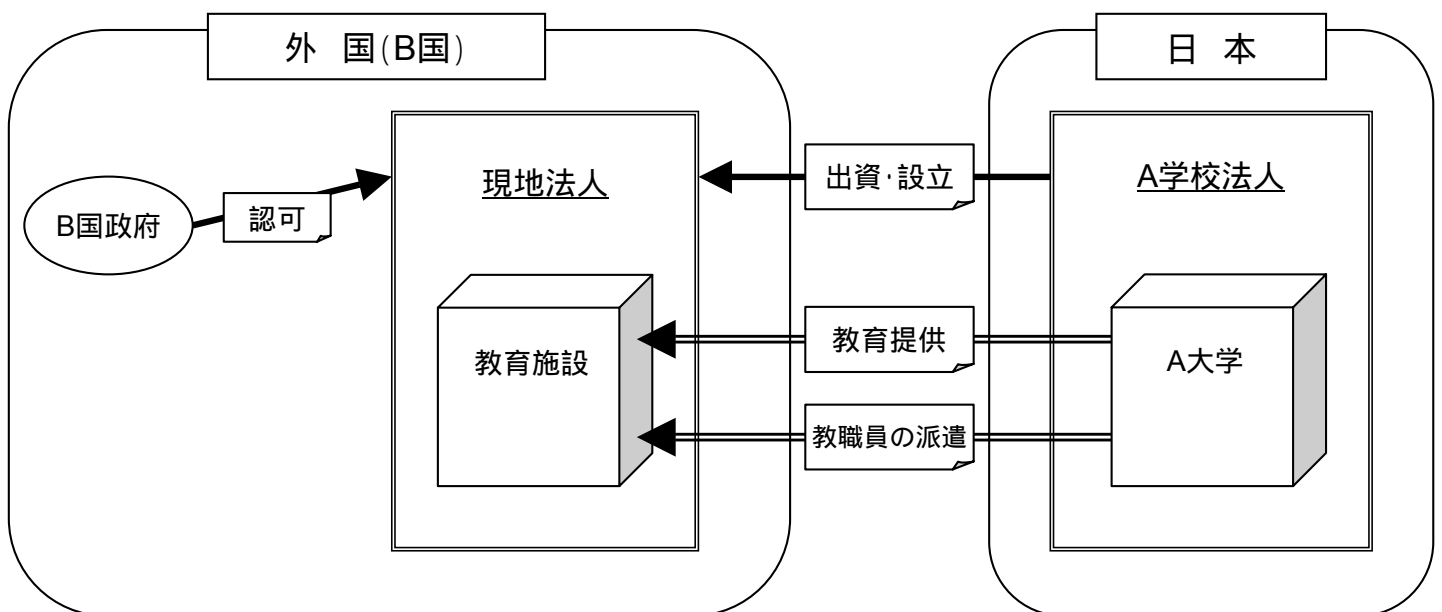 外 国(B国)
日 本
B国政府
認可
現地法人
出資・設立
A学校法人
教育施設
教育提供
A大学
教職員の派遣